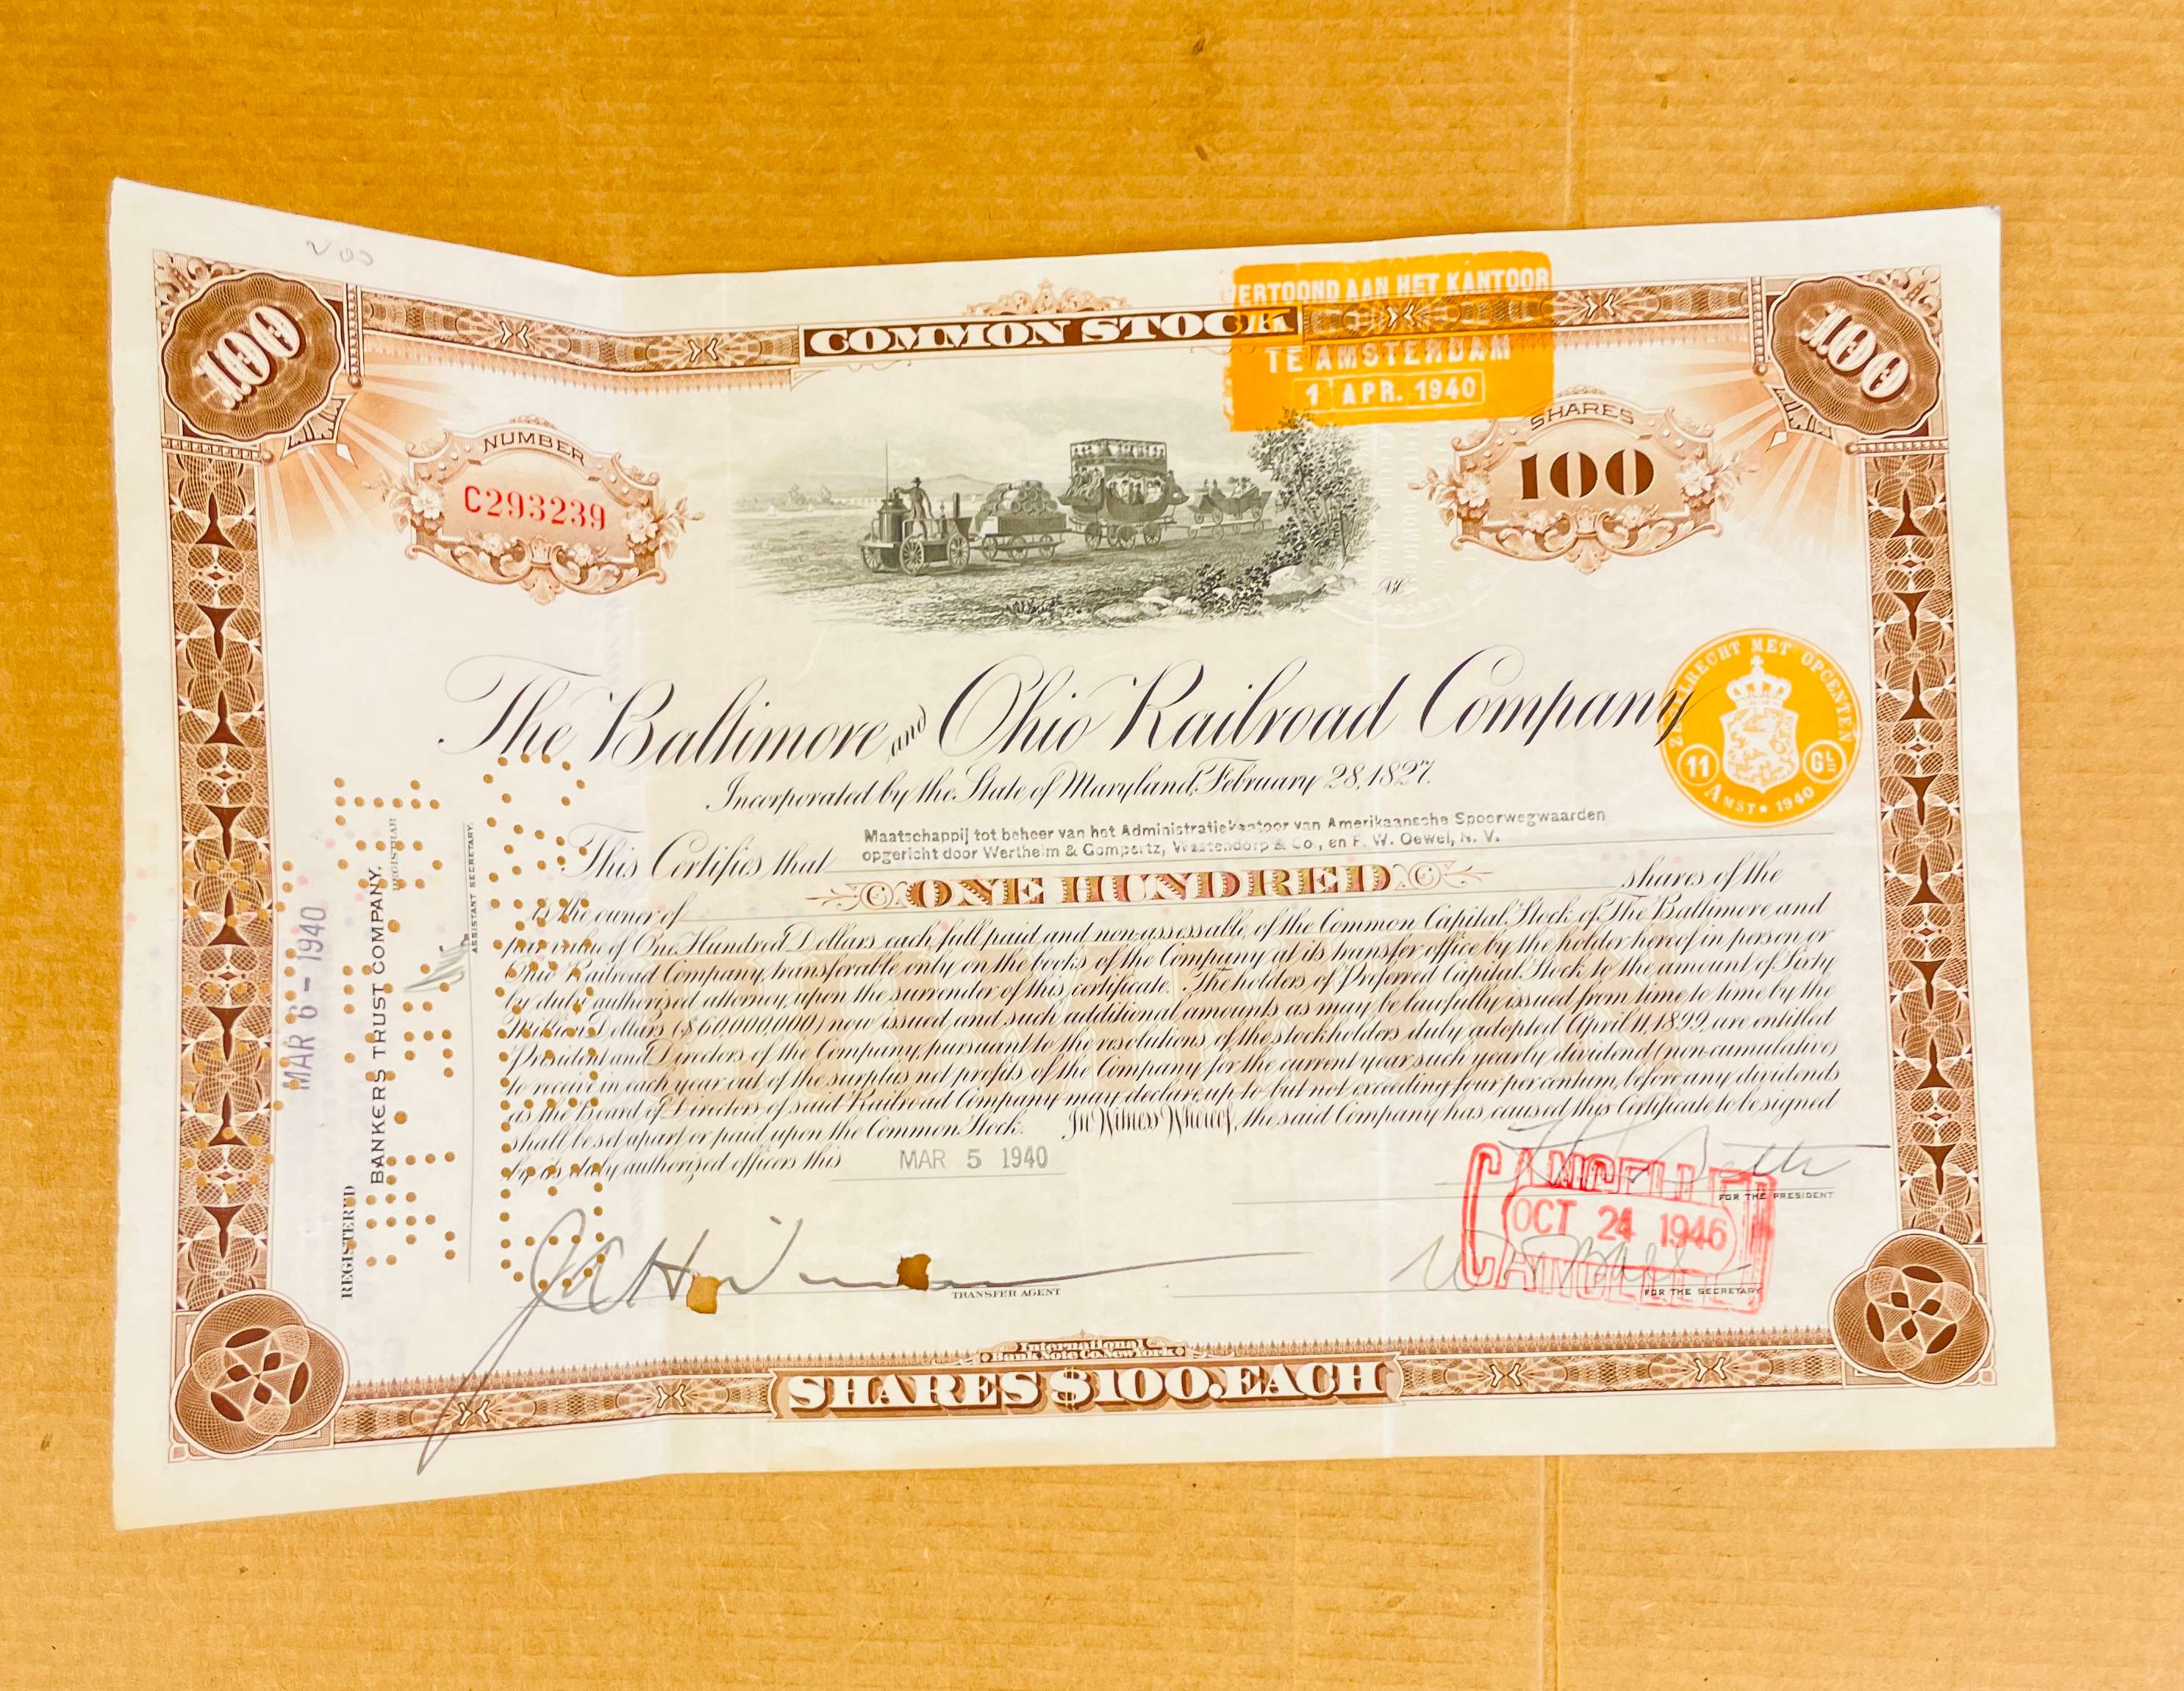 100
COMMON STOCK
VERTOOND AAN HET KANTOOR
TE AMSTERDAM
1 APR. 1940
100
NUMBER
C293239
SHARES
100
The Baltimore and Ohio Railroad Company
Incorporated by the State of Maryland, February 28, 1827.
ZEGELRECHT MET OPCENTEN
11 GL
AMST * 1940
This Certifies that
Maatschappij tot beheer van het Administratiekantoor van Amerikaansche Spoorwegwaarden
opgericht door Wertheim & Gompertz, Westendorp & Co., en F. W. Oewel, N. V.
is the owner of ONE HUNDRED shares of the
par value of One Hundred Dollars each, full paid and non-assessable, of the Common Capital Stock of The Baltimore and
Ohio Railroad Company, transferable only on the books of the Company at its transfer office by the holder hereof in person or
by duly authorized attorney, upon the surrender of this certificate. The holders of Preferred Capital Stock to the amount of Sixty
Million Dollars ($60,000,000) now issued, and such additional amounts as may be lawfully issued from time to time by the
President and Directors of the Company, pursuant to the resolutions of the stockholders duly adopted April 11, 1899, are entitled
to receive in each year out of the surplus net profits of the Company for the current year such yearly dividend (non-cumulative)
as the Board of Directors of said Railroad Company may declare, up to but not exceeding four per centum, before any dividends
shall be set apart or paid upon the Common Stock. In Witness Whereof, the said Company has caused this Certificate to be signed
by its duly authorized officers this MAR 5 1940
CANCELLED
OCT 24 1946
CANCELLED
FOR THE PRESIDENT
TRANSFER AGENT
FOR THE SECRETARY
REGISTERED
MAR 6 - 1940
BANKERS TRUST COMPANY,
REGISTRAR
ASSISTANT SECRETARY.
International
Bank Note Co. New York
SHARES $100. EACH